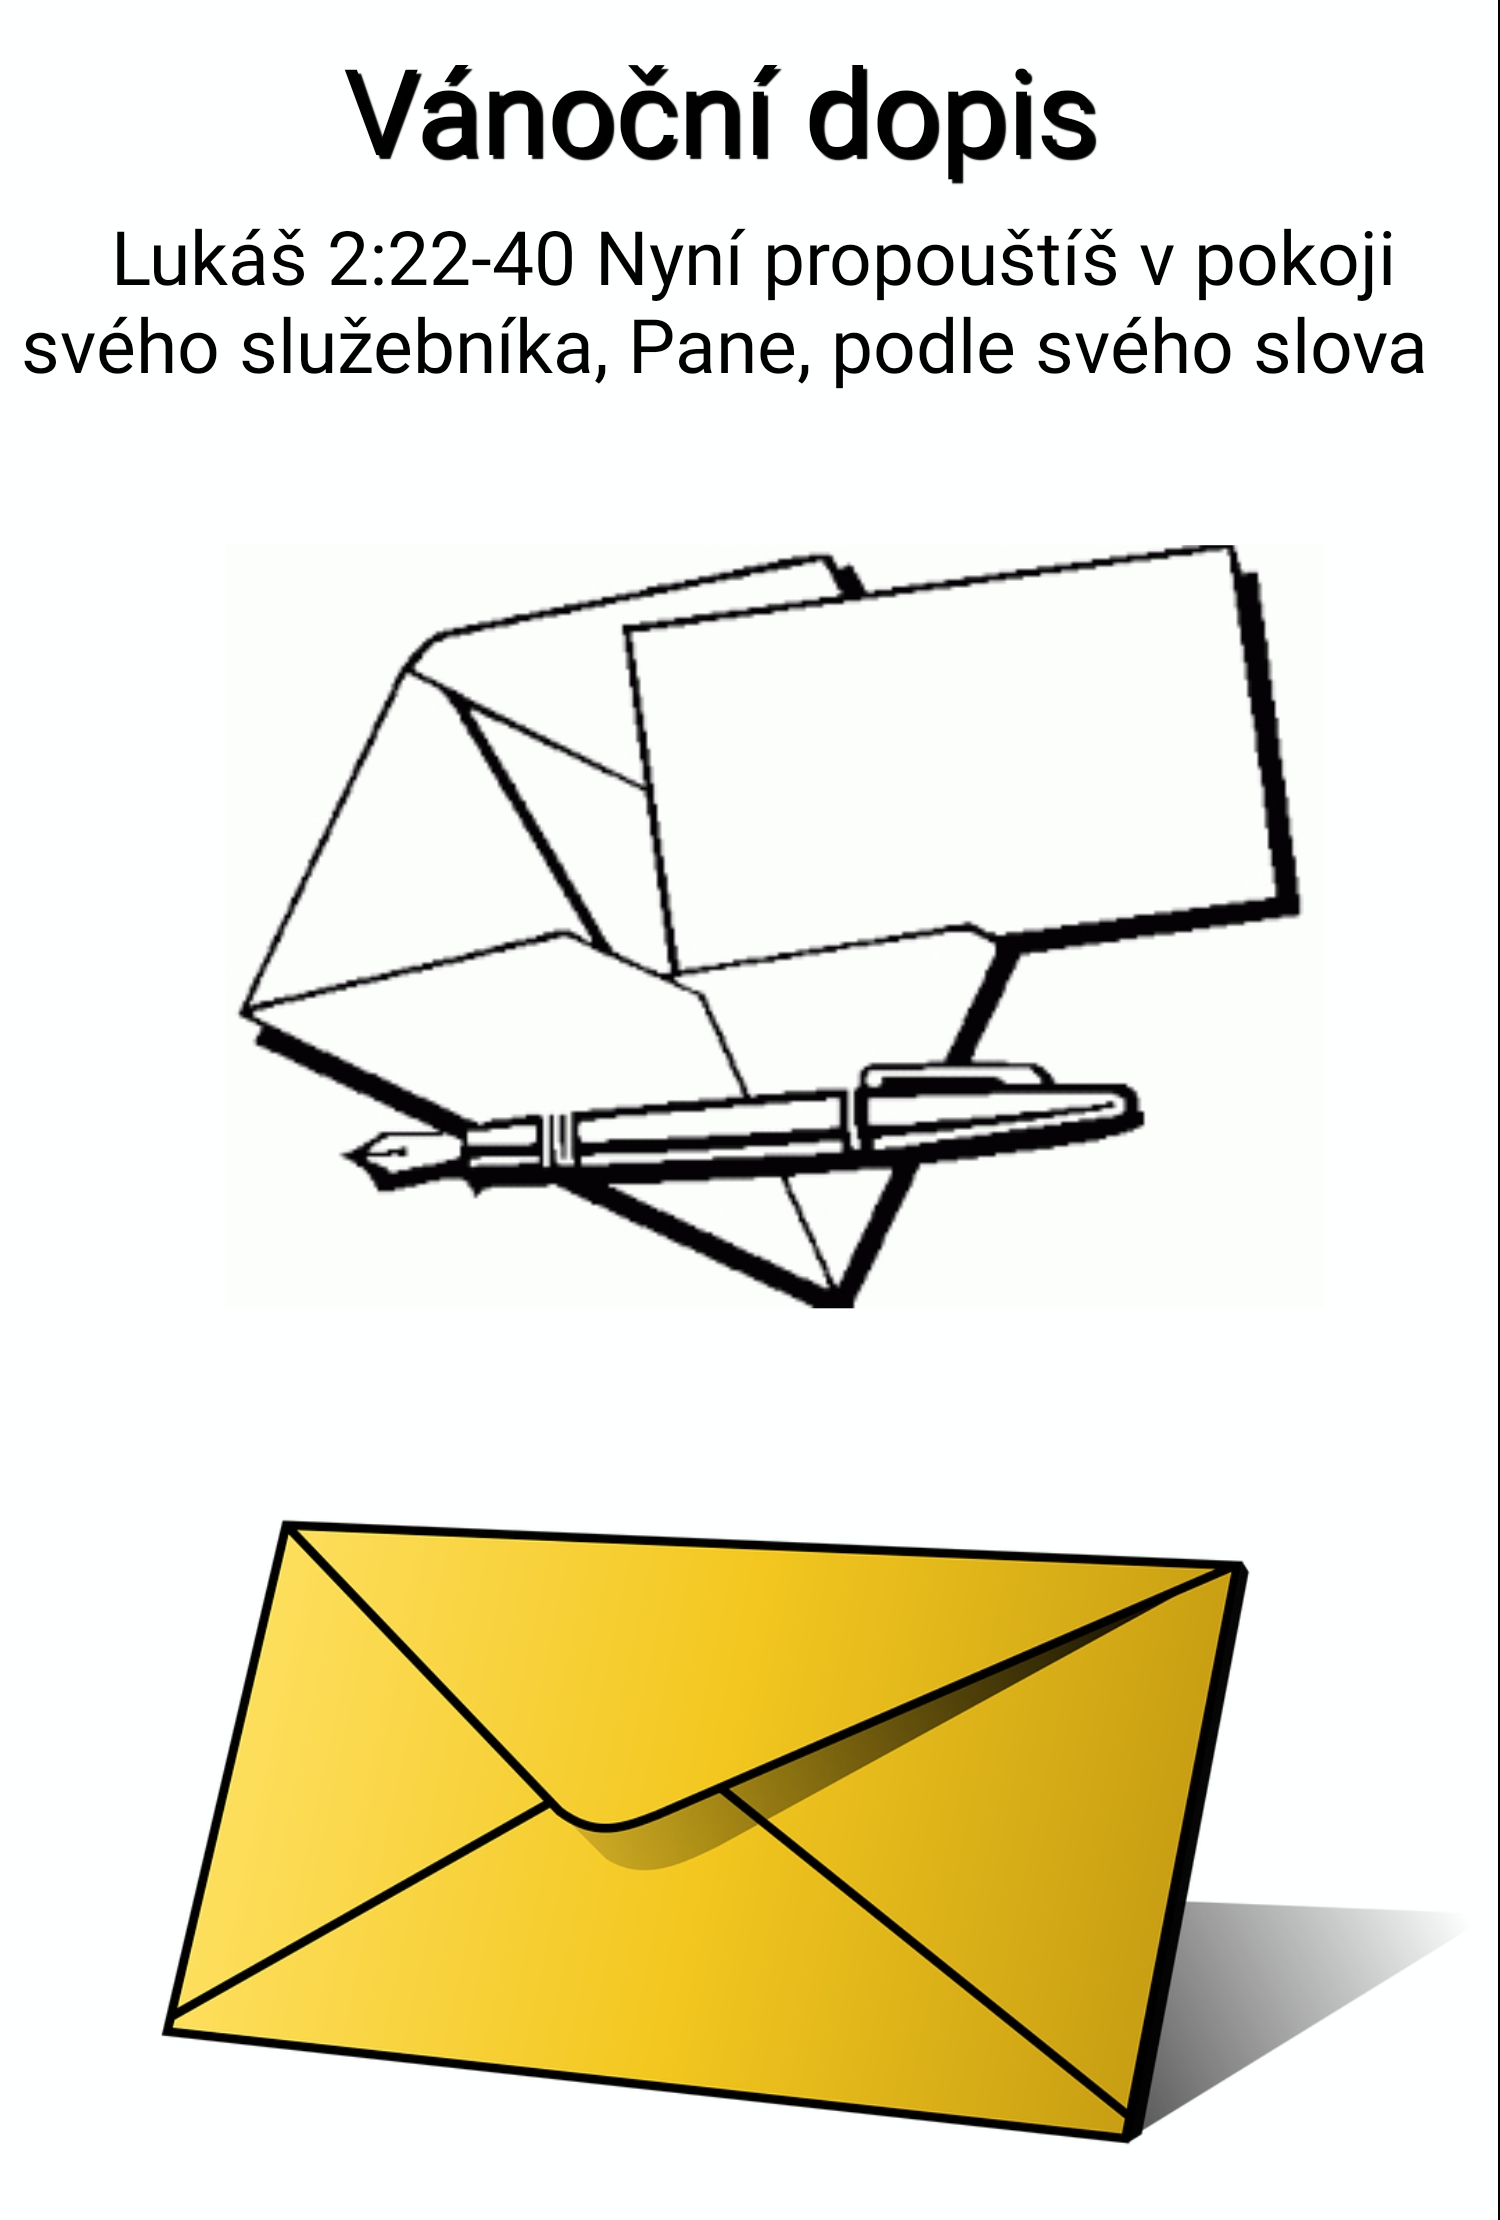 Vánoční dopis
Lukáš 2:22-40 Nyní propouštíš v pokoji
svého služebníka, Pane, podle svého slova